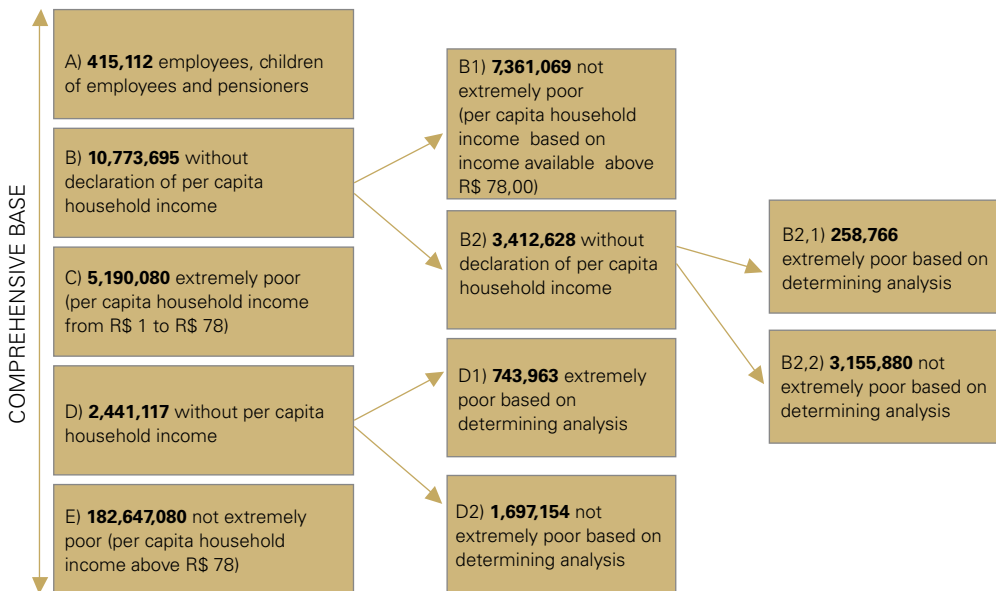 COMPREHENSIVE BASE
A) 415,112 employees, children
of employees and pensioners
B) 10,773,695 without
declaration of per capita
household income
C) 5,190,080 extremely poor
(per capita household income
from R$ 1 to R$ 78)
D) 2,441,117 without per capita
household income
E) 182,647,080 not extremely
poor (per capita household
income above R$ 78)
B1) 7,361,069 not
extremely poor
(per capita household
income based on
income available above
R$ 78,00)
B2) 3,412,628 without
declaration of per capita
household income
D1) 743,963 extremely
poor based on
determining analysis
D2) 1,697,154 not
extremely poor based on
determining analysis
B2,1) 258,766
extremely poor based on
determining analysis
B2,2) 3,155,880 not
extremely poor based on
determining analysis